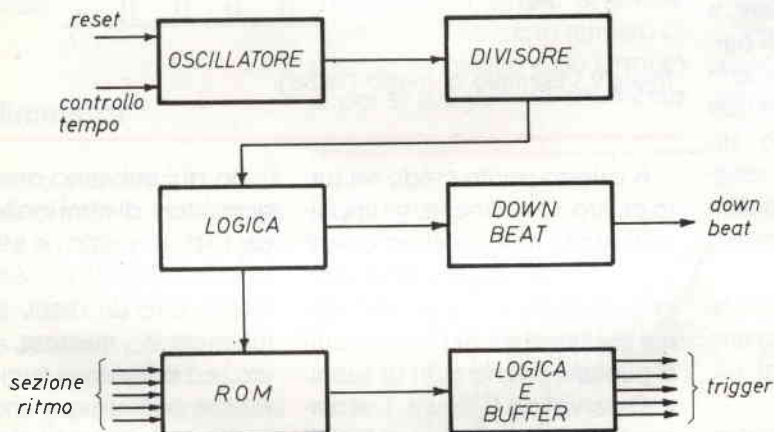 reset
OSCILLATORE
DIVISORE
controllo
tempo
LOGICA
DOWN
BEAT
down
beat
sezione
ritmo
ROM
LOGICA
E
BUFFER
trigger